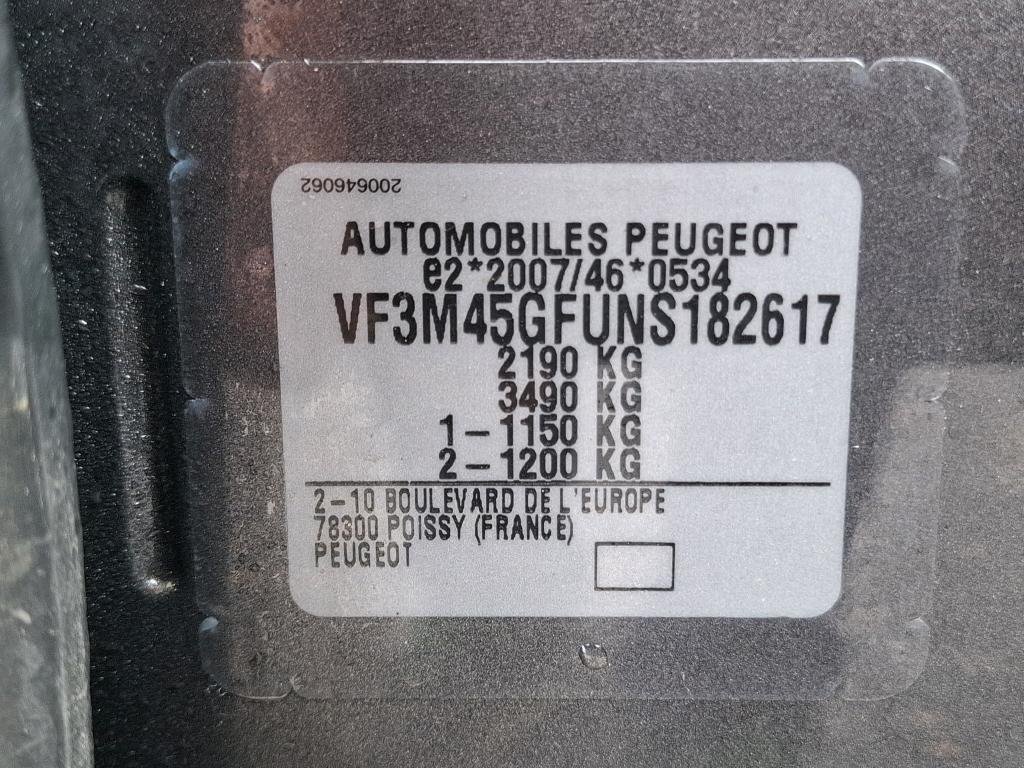 200646062
AUTOMOBILES PEUGEOT
e2*2007/46*0534
VF3M45GFUNS182617
2190 KG
3490 KG
1-1150 KG
2-1200 KG
2-10 BOULEVARD DE L'EUROPE
78300 POISSY (FRANCE)
PEUGEOT